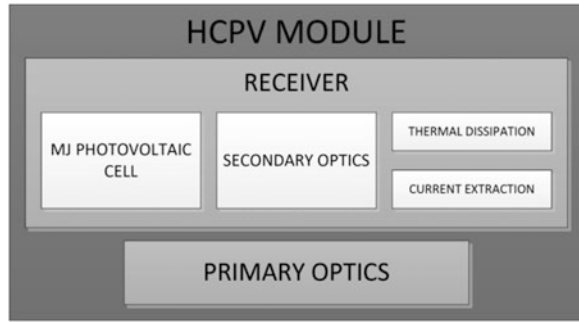 HCPV MODULE
RECEIVER
MJ PHOTOVOLTAIC
CELL
SECONDARY OPTICS
THERMAL DISSIPATION
CURRENT EXTRACTION
PRIMARY OPTICS